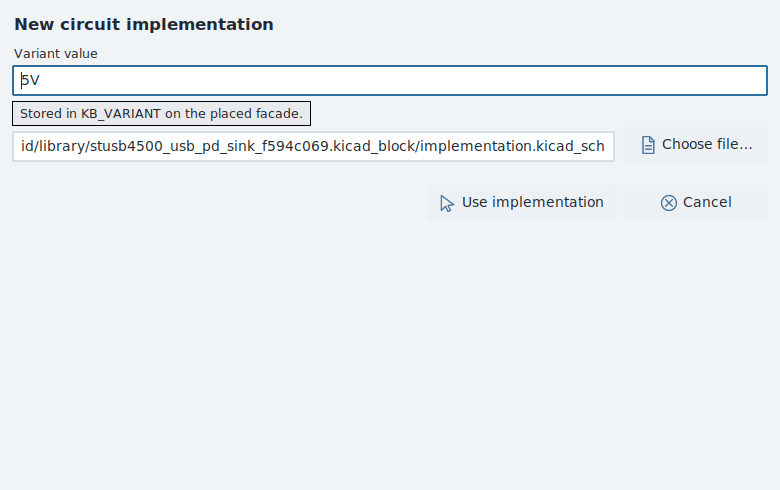 New circuit implementation
Variant value
5V
Stored in KB_VARIANT on the placed facade.
id/library/stusb4500_usb_pd_sink_f594c069.kicad_block/implementation.kicad_sch
Choose file...
Use implementation
Cancel